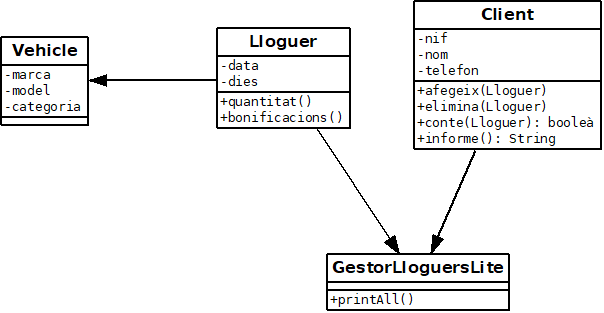 Vehicle
-marca
-model
-categoria
Lloguer
-data
-dies
+quantitat()
+bonificacions()
Client
-nif
-nom
-telefon
+afegeix(Lloguer)
+elimina(Lloguer)
+conte(Lloguer): booleà
+informe(): String
GestorLloguersLite
+printAll()